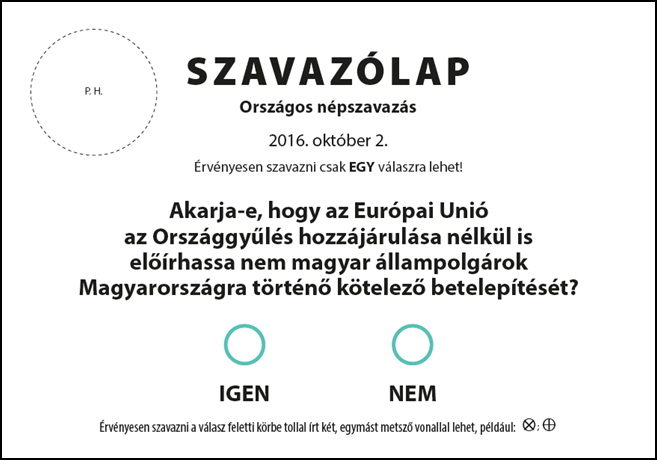 P. H.
SZAVAZÓLAP
Országos népszavazás
2016. október 2.
Érvényesen szavazni csak EGY válaszra lehet!
Akarja-e, hogy az Európai Unió
az Országgyűlés hozzájárulása nélkül is
előírhassa nem magyar állampolgárok
Magyarországra történő kötelező betelepítését?
IGEN NEM
Érvényesen szavazni a válasz feletti körbe tollal írt két, egymást metsző vonallal lehet, például: ⊗; ⊕